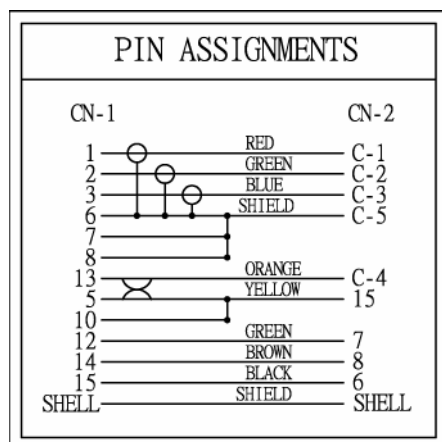 PIN ASSIGNMENTS
CN-1 CN-2
1 RED C-1
2 GREEN C-2
3 BLUE C-3
6 SHIELD C-5
7
8
13 ORANGE C-4
5 YELLOW 15
10
12 GREEN 7
14 BROWN 8
15 BLACK 6
SHELL SHIELD SHELL